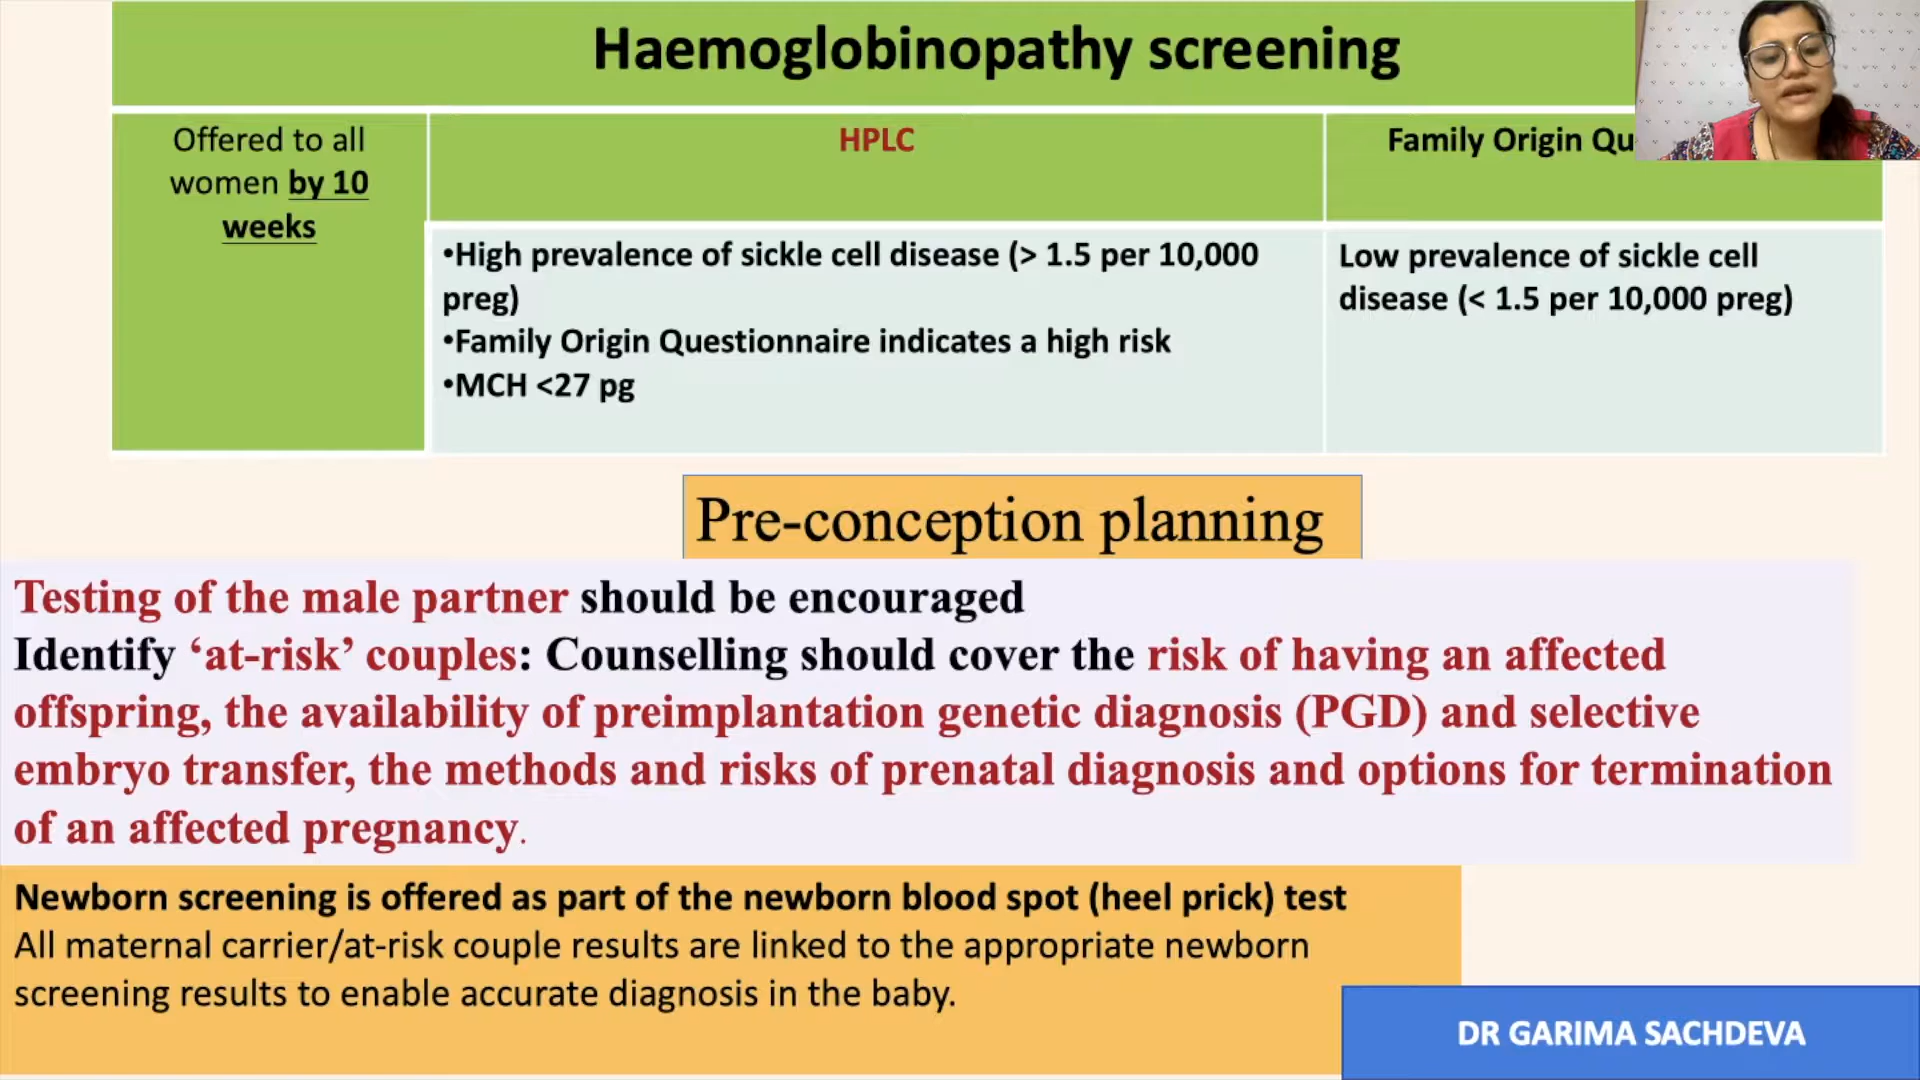 Haemoglobinopathy screening
Offered to all
women by 10
weeks
HPLC
Family Origin
•High prevalence of sickle cell disease (> 1.5 per 10,000
preg)
•Family Origin Questionnaire indicates a high risk
•MCH <27 pg
Low prevalence of sickle cell
disease (< 1.5 per 10,000 preg)
Pre-conception planning
Testing of the male partner should be encouraged
Identify ‘at-risk’ couples: Counselling should cover the risk of having an affected
offspring, the availability of preimplantation genetic diagnosis (PGD) and selective
embryo transfer, the methods and risks of prenatal diagnosis and options for termination
of an affected pregnancy.
Newborn screening is offered as part of the newborn blood spot (heel prick) test
All maternal carrier/at-risk couple results are linked to the appropriate newborn
screening results to enable accurate diagnosis in the baby.
DR GARIMA SACHDEVA